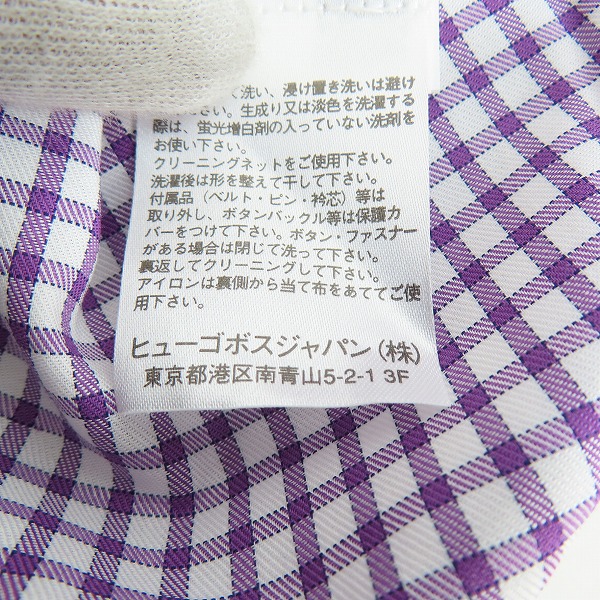 て洗い、浸け置き洗いは避け
さい。生成り又は淡色を洗濯する
際は、蛍光増白剤の入っていない洗剤を
お使い下さい。
クリーニングネットをご使用下さい。
洗濯後は形を整えて干して下さい。
付属品（ベルト・ピン・衿芯）等は
取り外し、ボタンバックル等は保護カ
バーをつけて下さい。ボタン・ファスナー
がある場合は閉じて洗って下さい。
裏返してクリーニングして下さい。
アイロンは裏側から当て布をあててご使
用下さい。
ヒューゴボスジャパン（株）
東京都港区南青山5-2-1 3F